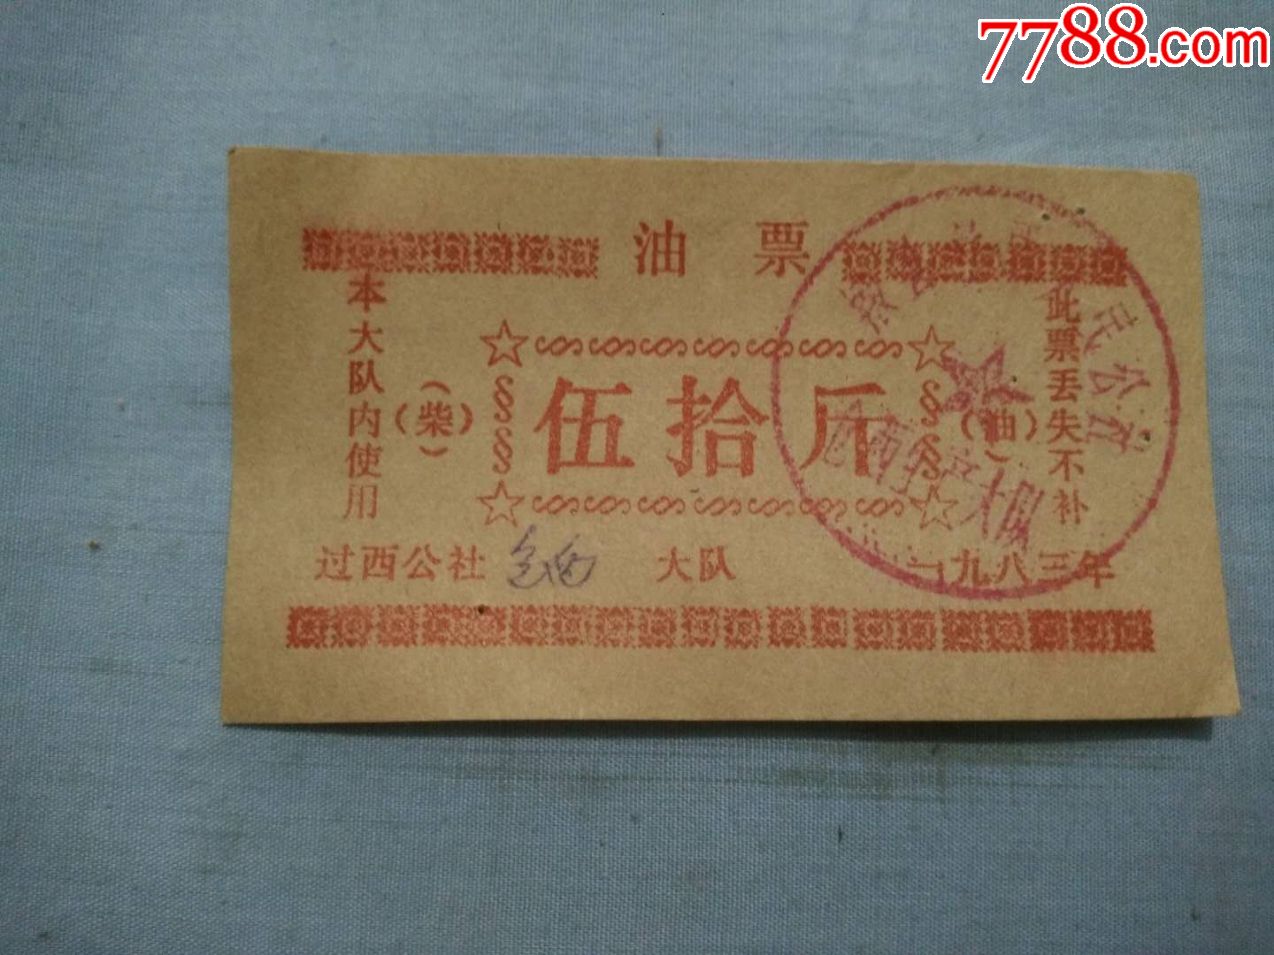 7788.com
油票
本大队内使用
(柴)
伍拾斤
(油)
此票丢失不补
过西公社
大队
一九八三年